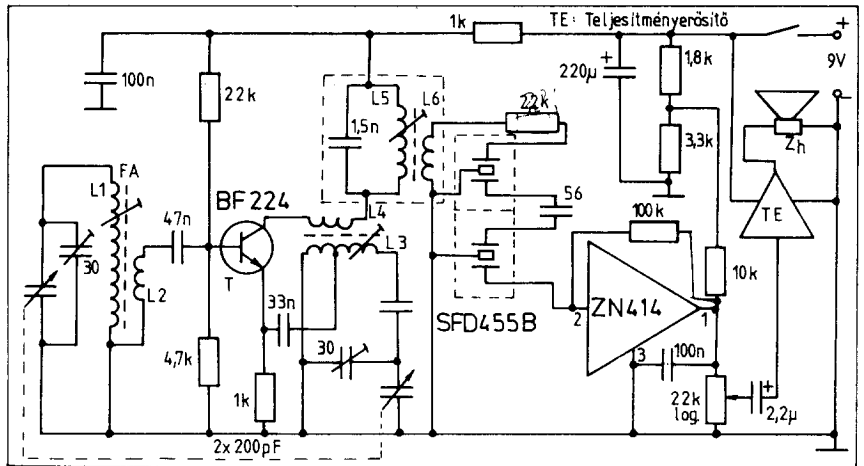 1k
TE: Teljesítményerősítő
+
9V
−
100n
22k
220µ
+
1,8k
3,3k
L5
L6
1,5n
22k
Zh
TE
FA
L1
30
L2
47n
BF224
T
L4
L3
56
100k
10k
33n
SFD455B
2
ZN414
1
3
100n
4,7k
1k
30
22k
log.
+
2,2µ
2x200pF